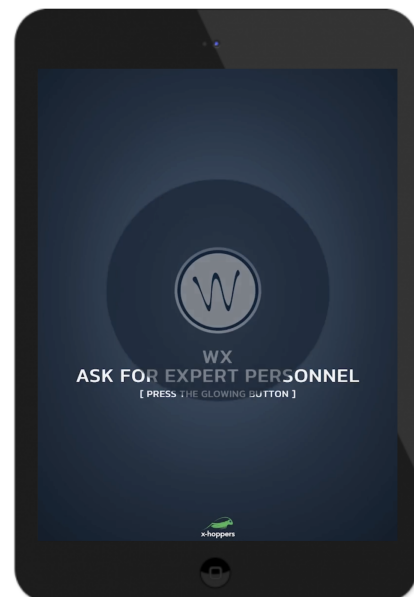 W
WX
ASK FOR EXPERT PERSONNEL
[ PRESS THE GLOWING BUTTON ]
x-hoppers